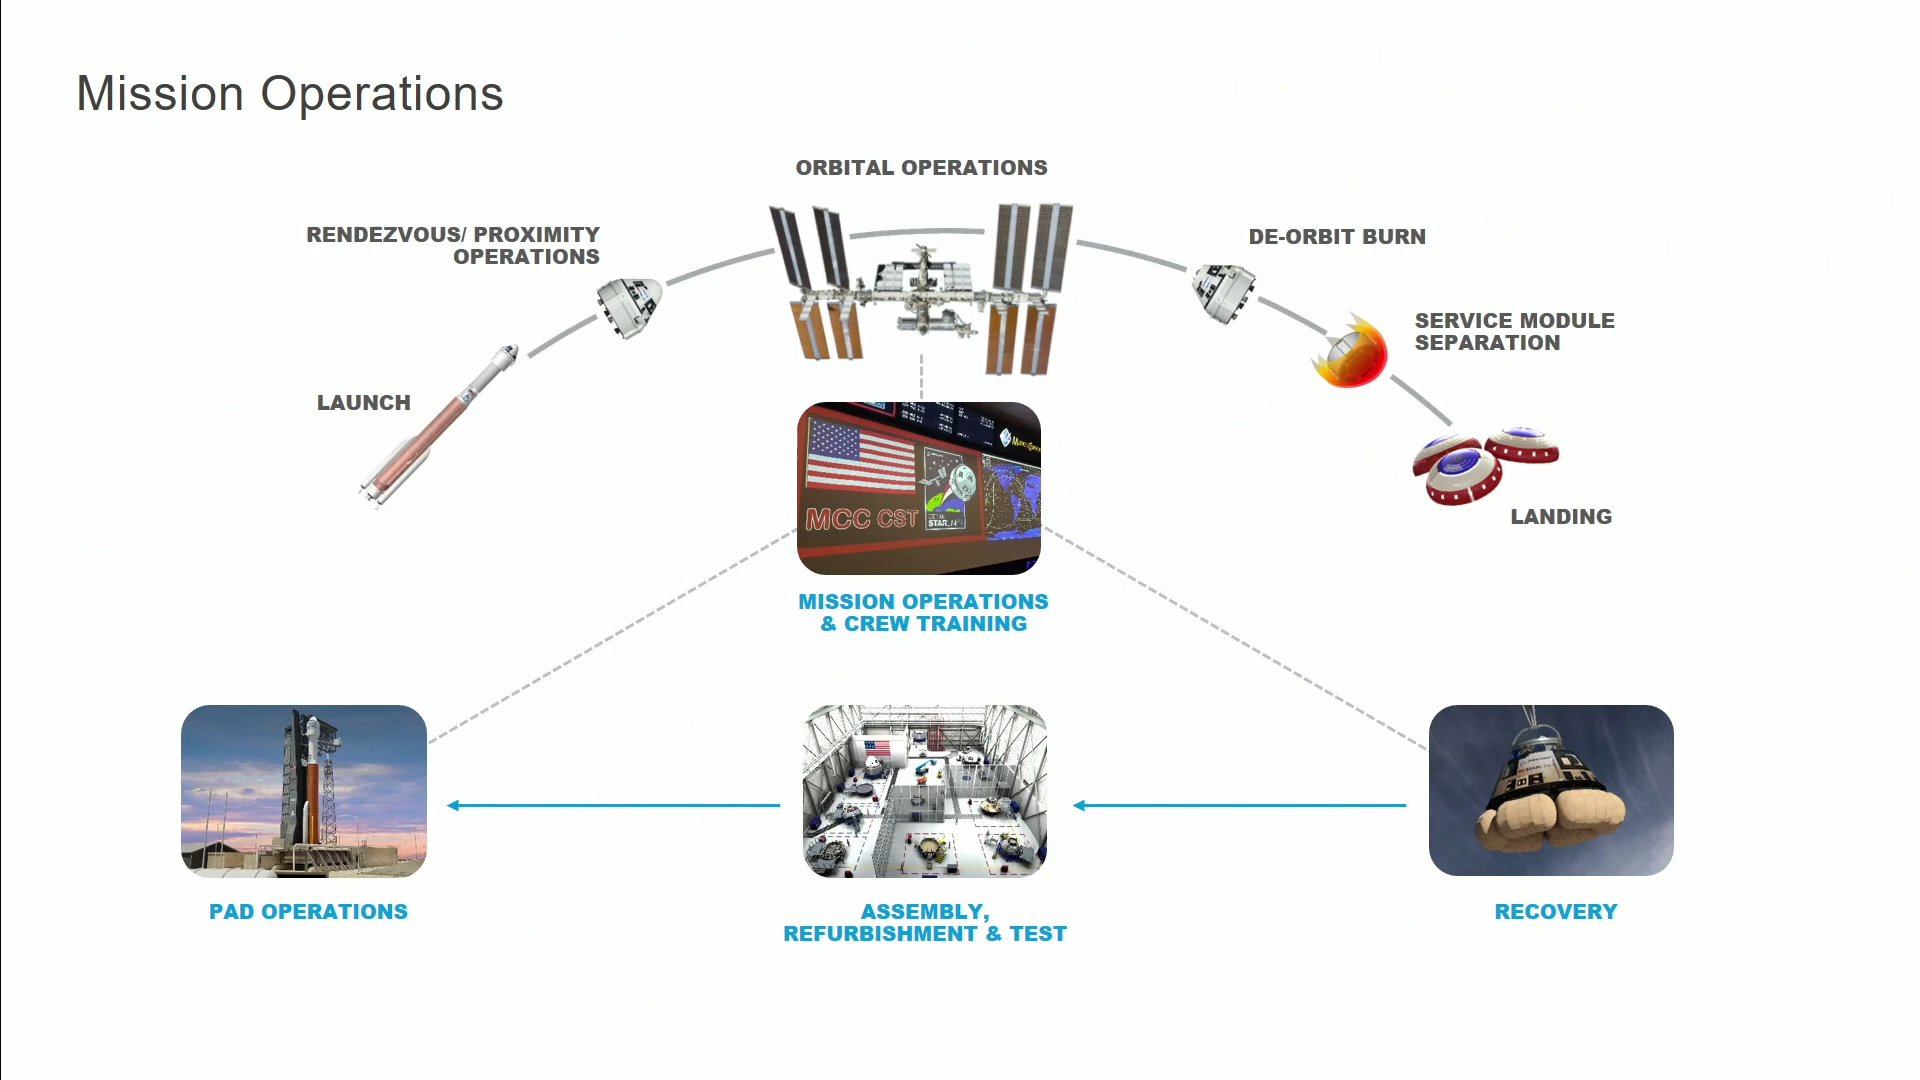 Mission Operations
ORBITAL OPERATIONS
RENDEZVOUS/ PROXIMITY
OPERATIONS
DE-ORBIT BURN
SERVICE MODULE
SEPARATION
LAUNCH
LANDING
MCC CST
MISSION OPERATIONS
& CREW TRAINING
PAD OPERATIONS
ASSEMBLY,
REFURBISHMENT & TEST
RECOVERY